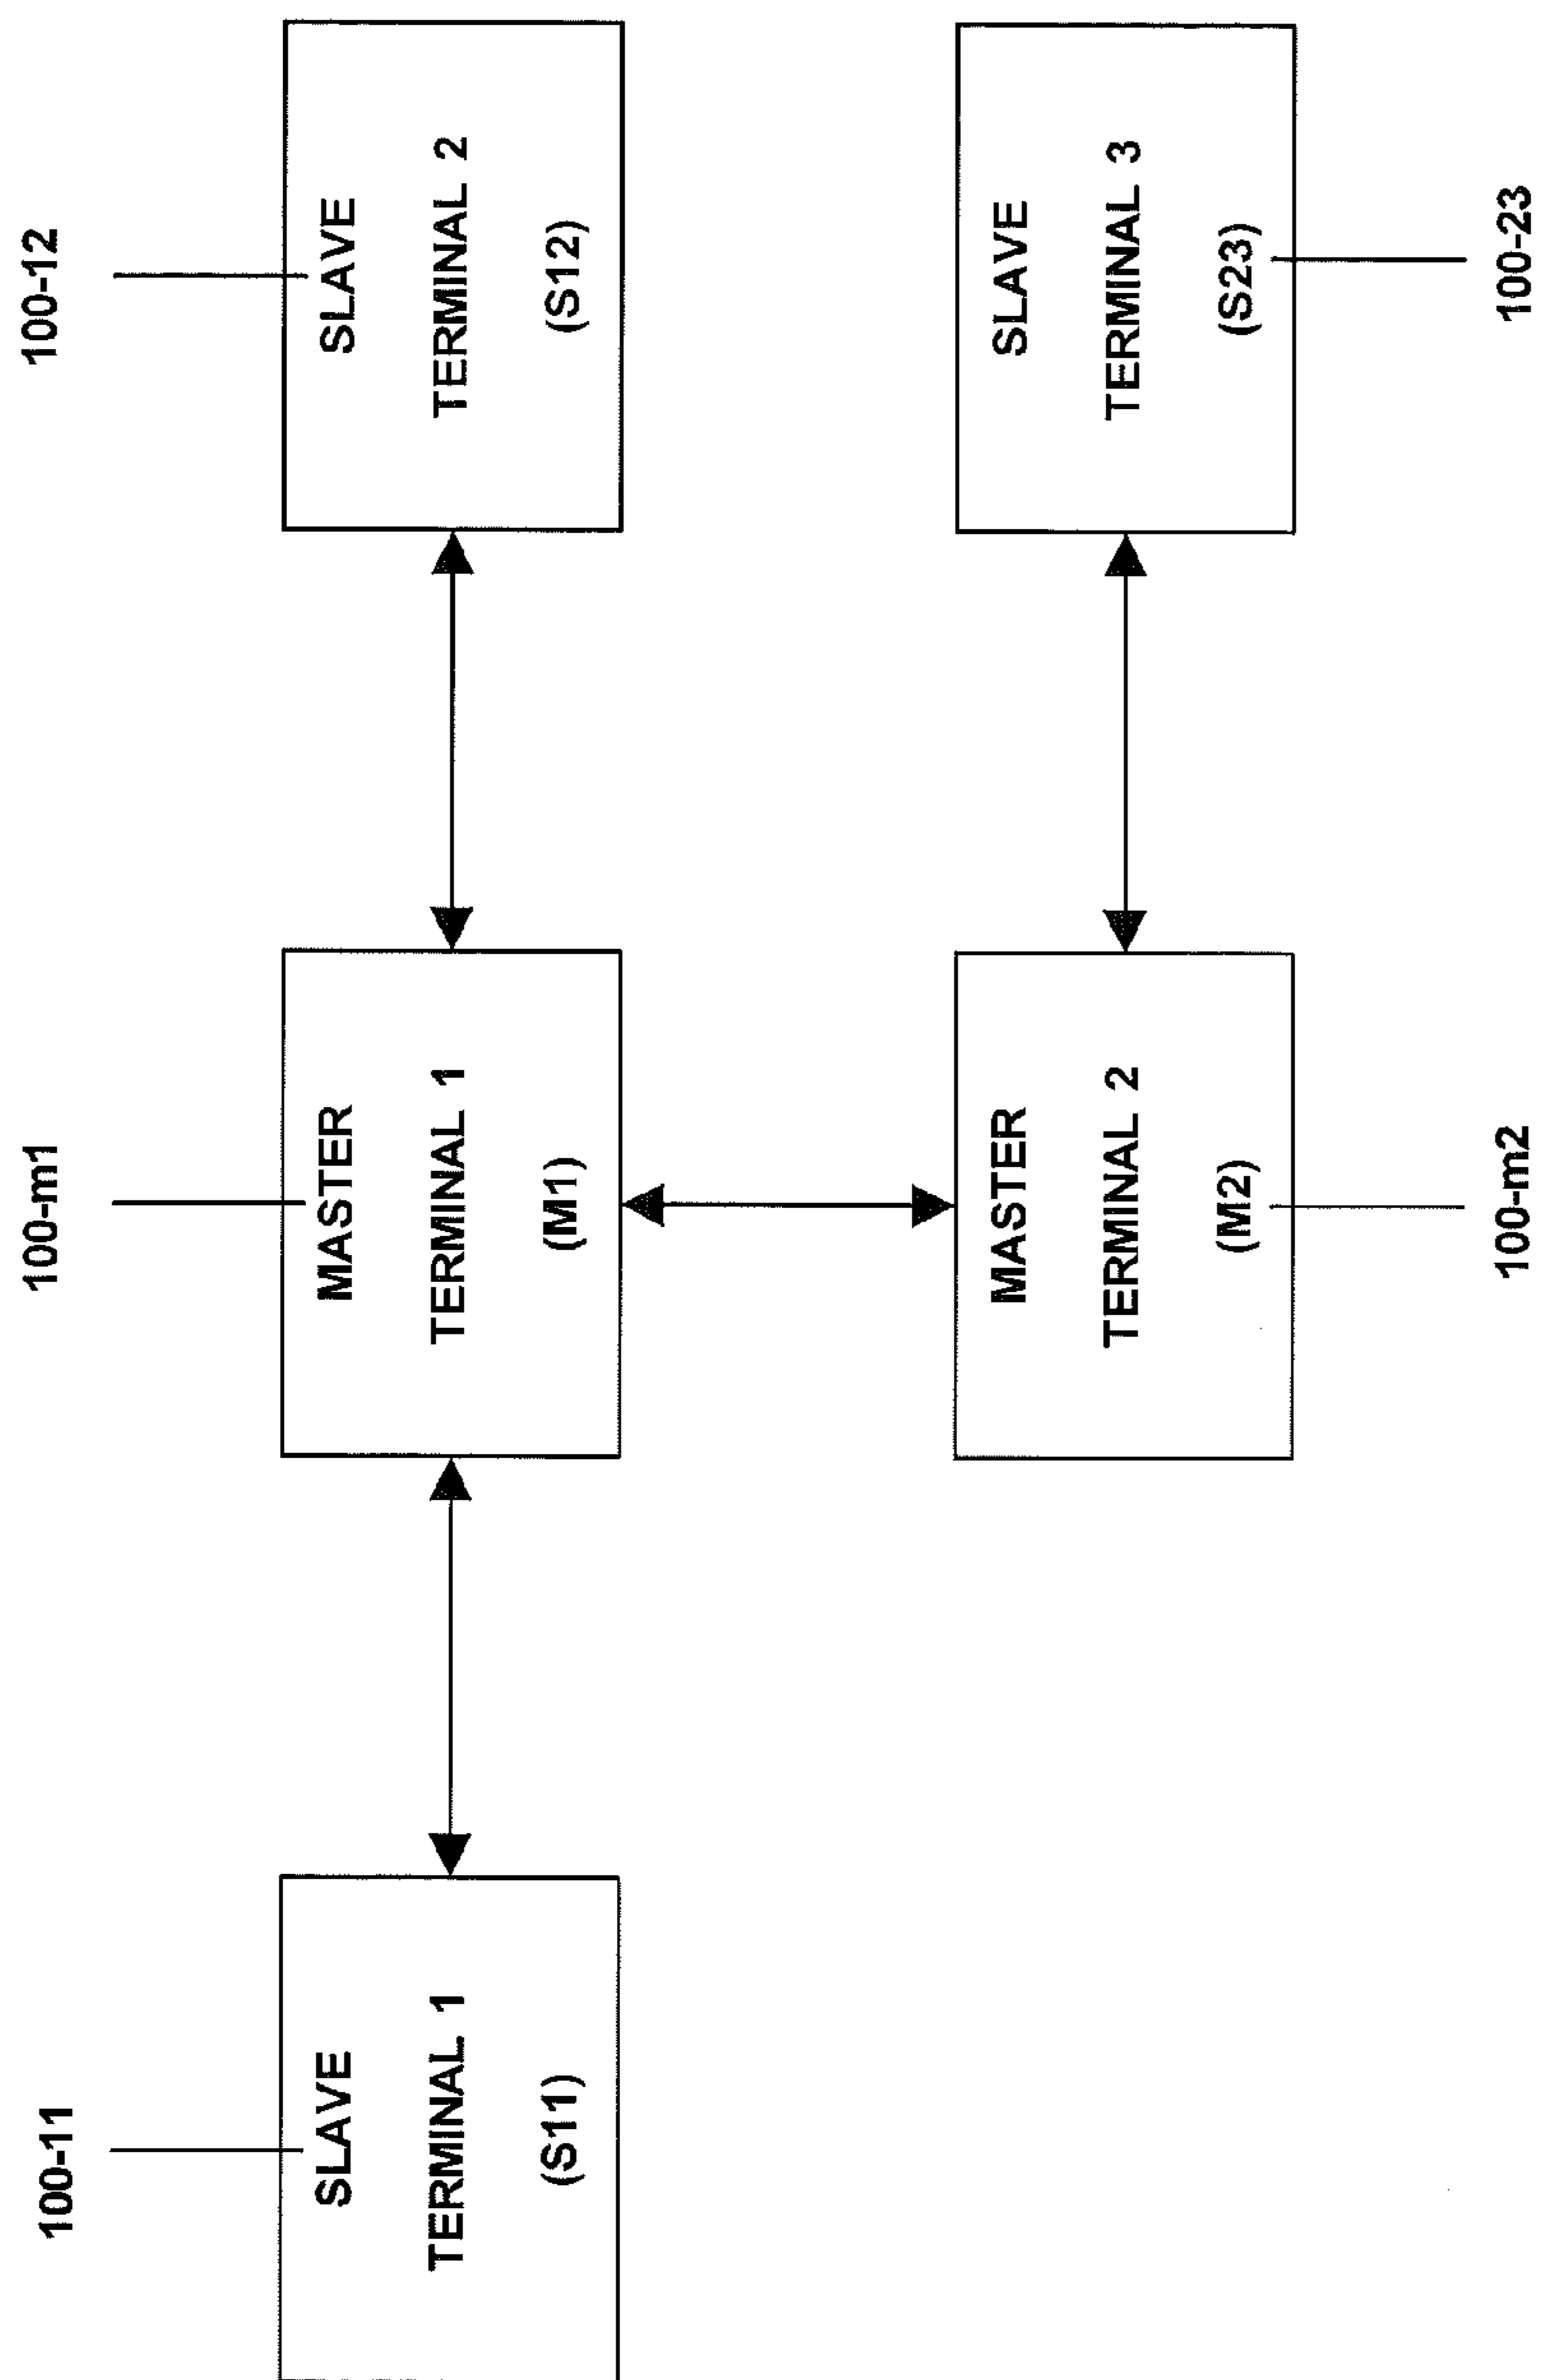 100-11
100-m1
100-12
SLAVE
TERMINAL 1
(S11)
MASTER
TERMINAL 1
(M1)
SLAVE
TERMINAL 2
(S12)
MASTER
TERMINAL 2
(M2)
SLAVE
TERMINAL 3
(S23)
100-m2
100-23